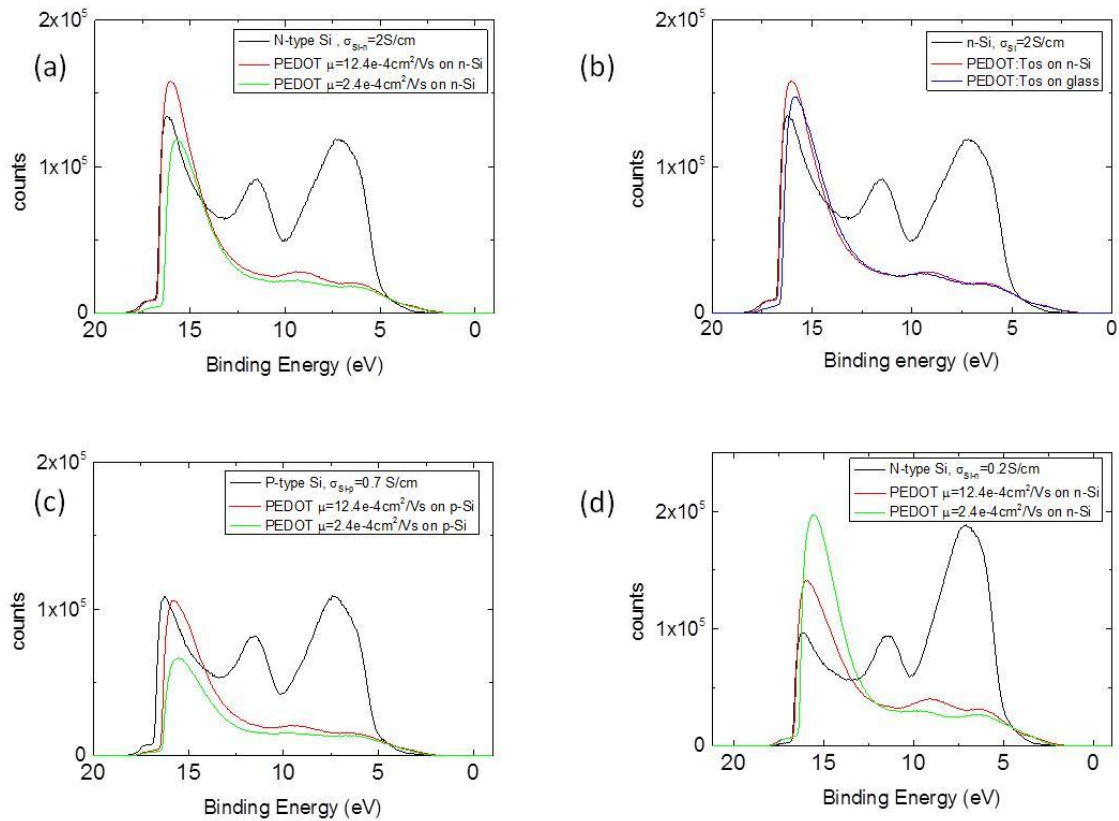 (a)
2x10⁵
1x10⁵
0
counts
N-type Si , σSi-n=2S/cm
PEDOT μ=12.4e-4cm²/Vs on n-Si
PEDOT μ=2.4e-4cm²/Vs on n-Si
20 15 10 5 0
Binding Energy (eV)
(b)
2x10⁵
1x10⁵
0
counts
n-Si, σSi=2S/cm
PEDOT:Tos on n-Si
PEDOT:Tos on glass
20 15 10 5 0
Binding energy (eV)
(c)
2x10⁵
1x10⁵
0
counts
P-type Si, σSi-p=0.7 S/cm
PEDOT μ=12.4e-4cm²/Vs on p-Si
PEDOT μ=2.4e-4cm²/Vs on p-Si
20 15 10 5 0
Binding Energy (eV)
(d)
2x10⁵
1x10⁵
0
counts
N-type Si, σSi-n=0.2S/cm
PEDOT μ=12.4e-4cm²/Vs on n-Si
PEDOT μ=2.4e-4cm²/Vs on n-Si
20 15 10 5 0
Binding Energy (eV)